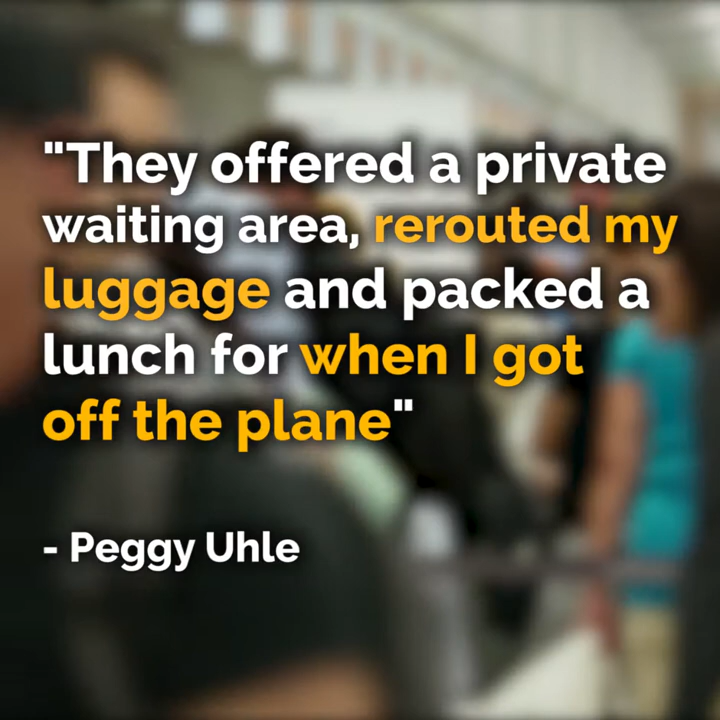 "They offered a private
waiting area, rerouted my
luggage and packed a
lunch for when I got
off the plane"
- Peggy Uhle